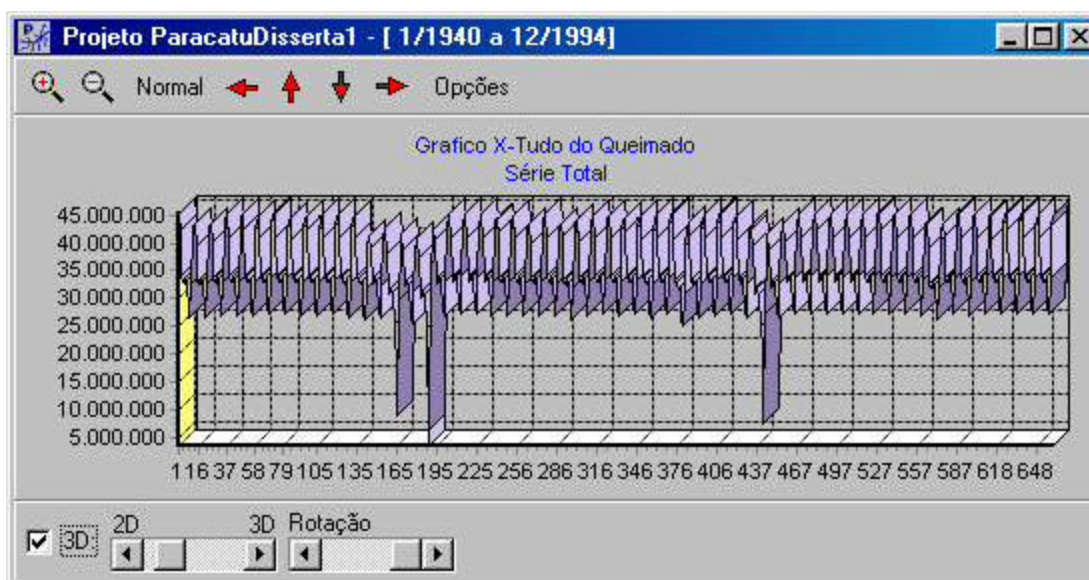 Projeto ParacatuDisserta1 - [ 1/1940 a 12/1994]
Normal Opções
Grafico X-Tudo do Queimado
Série Total
45.000.000
40.000.000
35.000.000
30.000.000
25.000.000
20.000.000
15.000.000
10.000.000
5.000.000
1 16 37 58 79 105 135 165 195 225 256 286 316 346 376 406 437 467 497 527 557 587 618 648
3D 2D 3D Rotação